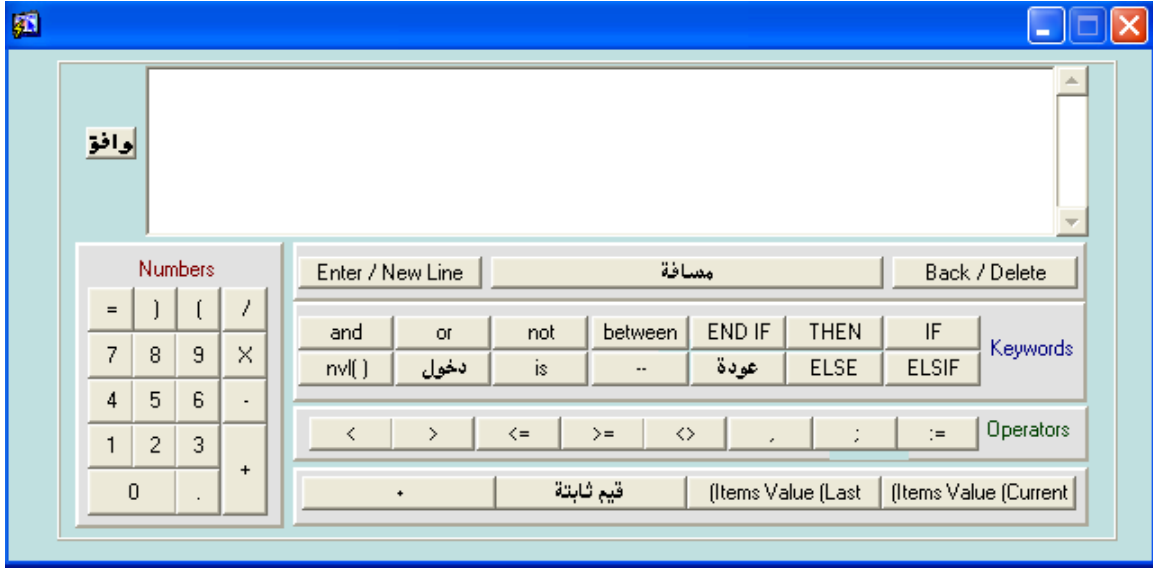 وافق
Numbers
= ) ( /
7 8 9 X
4 5 6 -
1 2 3 +
0 .
Enter / New Line مسافة Back / Delete
and or not between END IF THEN IF
Keywords
nvl( ) دخول is -- عودة ELSE ELSIF
< > <= >= <> , ; := Operators
قيم ثابتة (Items Value (Last (Items Value (Current